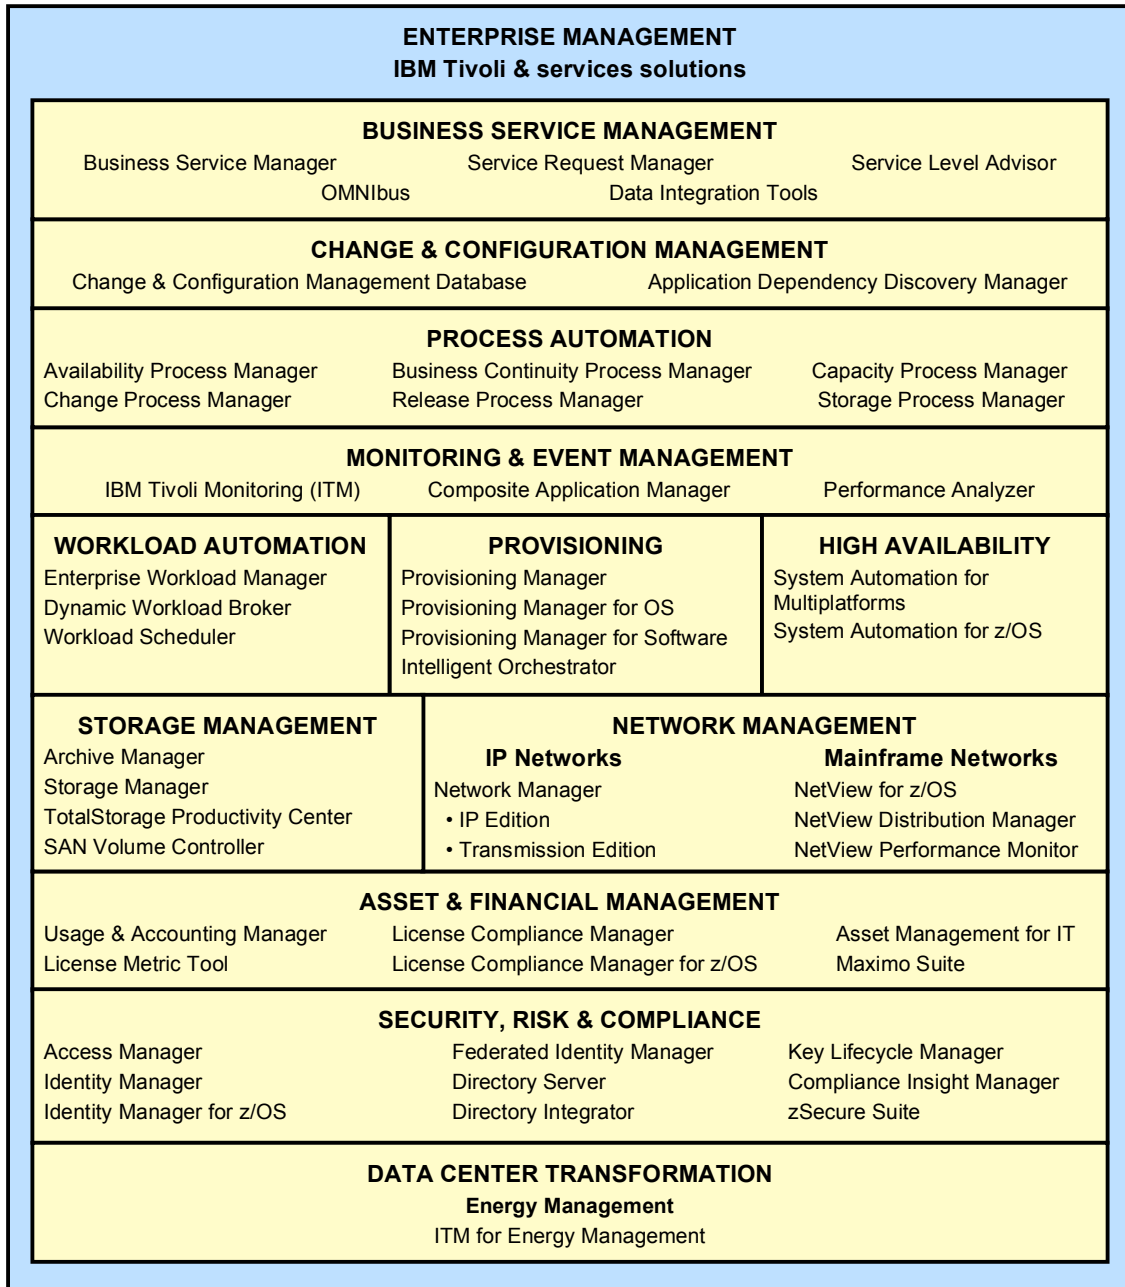 ENTERPRISE MANAGEMENT
IBM Tivoli & services solutions
BUSINESS SERVICE MANAGEMENT
Business Service Manager Service Request Manager Service Level Advisor
OMNIbus Data Integration Tools
CHANGE & CONFIGURATION MANAGEMENT
Change & Configuration Management Database Application Dependency Discovery Manager
PROCESS AUTOMATION
Availability Process Manager Business Continuity Process Manager Capacity Process Manager
Change Process Manager Release Process Manager Storage Process Manager
MONITORING & EVENT MANAGEMENT
IBM Tivoli Monitoring (ITM) Composite Application Manager Performance Analyzer
WORKLOAD AUTOMATION
Enterprise Workload Manager
Dynamic Workload Broker
Workload Scheduler
PROVISIONING
Provisioning Manager
Provisioning Manager for OS
Provisioning Manager for Software
Intelligent Orchestrator
HIGH AVAILABILITY
System Automation for
Multiplatforms
System Automation for z/OS
STORAGE MANAGEMENT
Archive Manager
Storage Manager
TotalStorage Productivity Center
SAN Volume Controller
NETWORK MANAGEMENT
IP Networks
Network Manager
• IP Edition
• Transmission Edition
Mainframe Networks
NetView for z/OS
NetView Distribution Manager
NetView Performance Monitor
ASSET & FINANCIAL MANAGEMENT
Usage & Accounting Manager License Compliance Manager Asset Management for IT
License Metric Tool License Compliance Manager for z/OS Maximo Suite
SECURITY, RISK & COMPLIANCE
Access Manager Federated Identity Manager Key Lifecycle Manager
Identity Manager Directory Server Compliance Insight Manager
Identity Manager for z/OS Directory Integrator zSecure Suite
DATA CENTER TRANSFORMATION
Energy Management
ITM for Energy Management